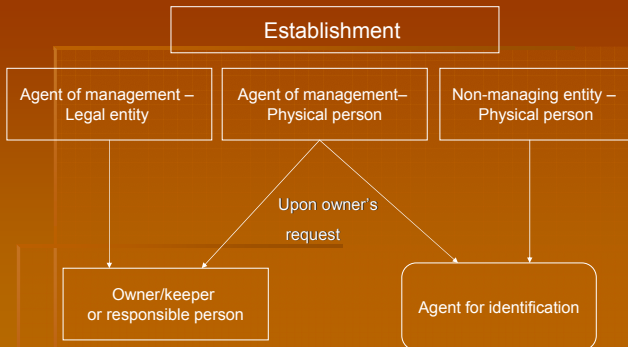 Establishment
Agent of management –
Legal entity
Agent of management–
Physical person
Non-managing entity –
Physical person
Upon owner's
request
Owner/keeper
or responsible person
Agent for identification